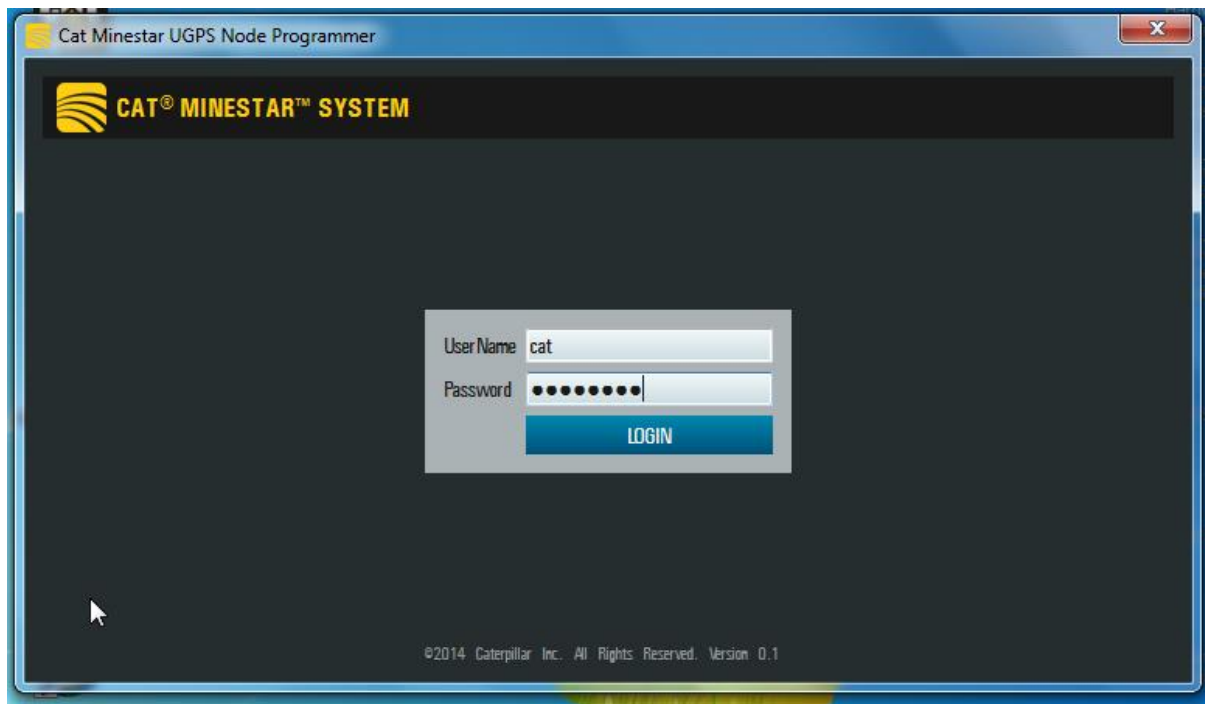 Cat Minestar UGPS Node Programmer
CAT® MINESTAR™ SYSTEM
User Name cat
Password ●●●●●●●●
LOGIN
©2014 Caterpillar Inc. All Rights Reserved. Version 0.1